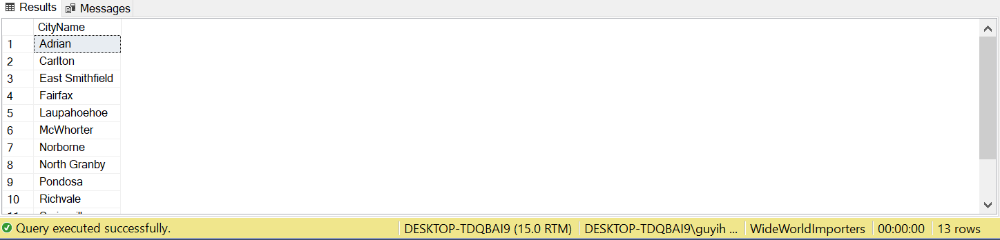 Results Messages
CityName
1 Adrian
2 Carlton
3 East Smithfield
4 Fairfax
5 Laupahoehoe
6 McWhorter
7 Norborne
8 North Granby
9 Pondosa
10 Richvale
Query executed successfully. DESKTOP-TDQBAI9 (15.0 RTM) DESKTOP-TDQBAI9\guyih ... WideWorldImporters 00:00:00 13 rows